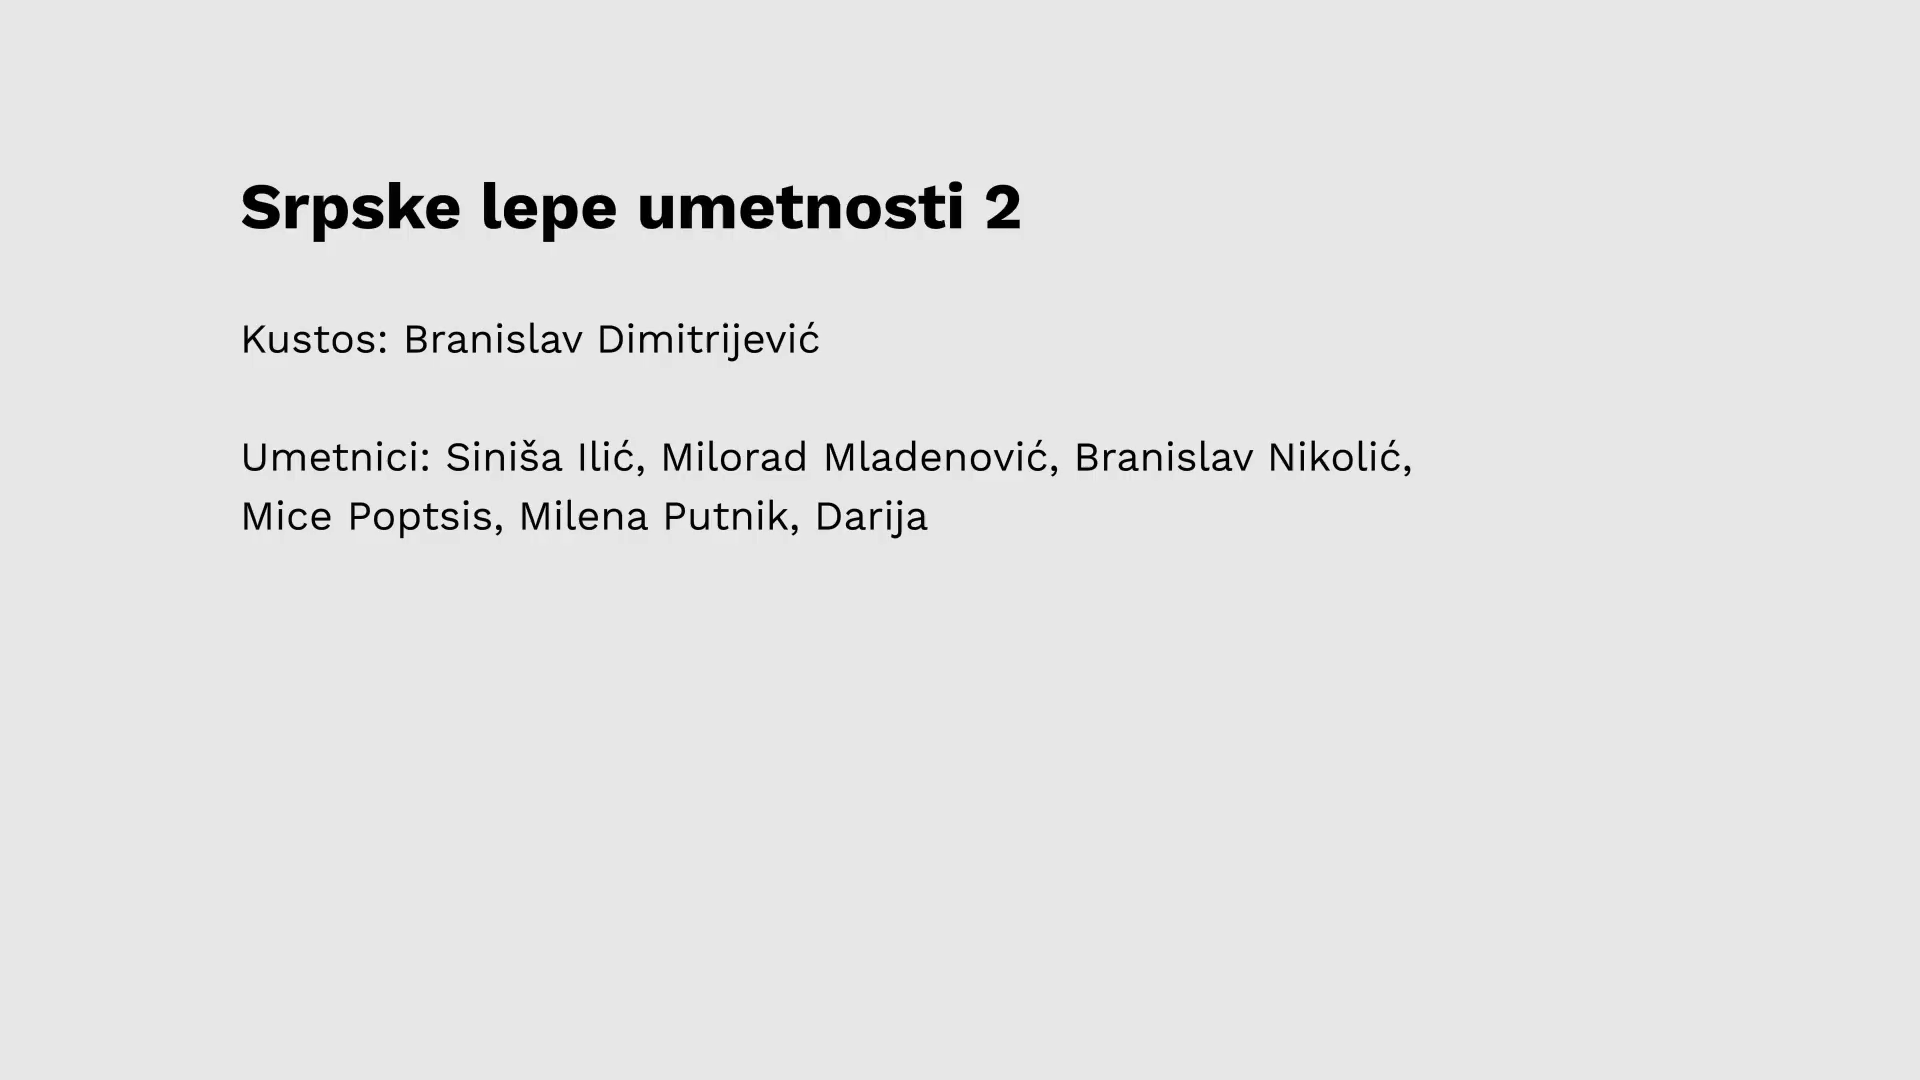 Srpske lepe umetnosti 2
Kustos: Branislav Dimitrijević
Umetnici: Siniša Ilić, Milorad Mladenović, Branislav Nikolić,
Mice Poptsis, Milena Putnik, Darija